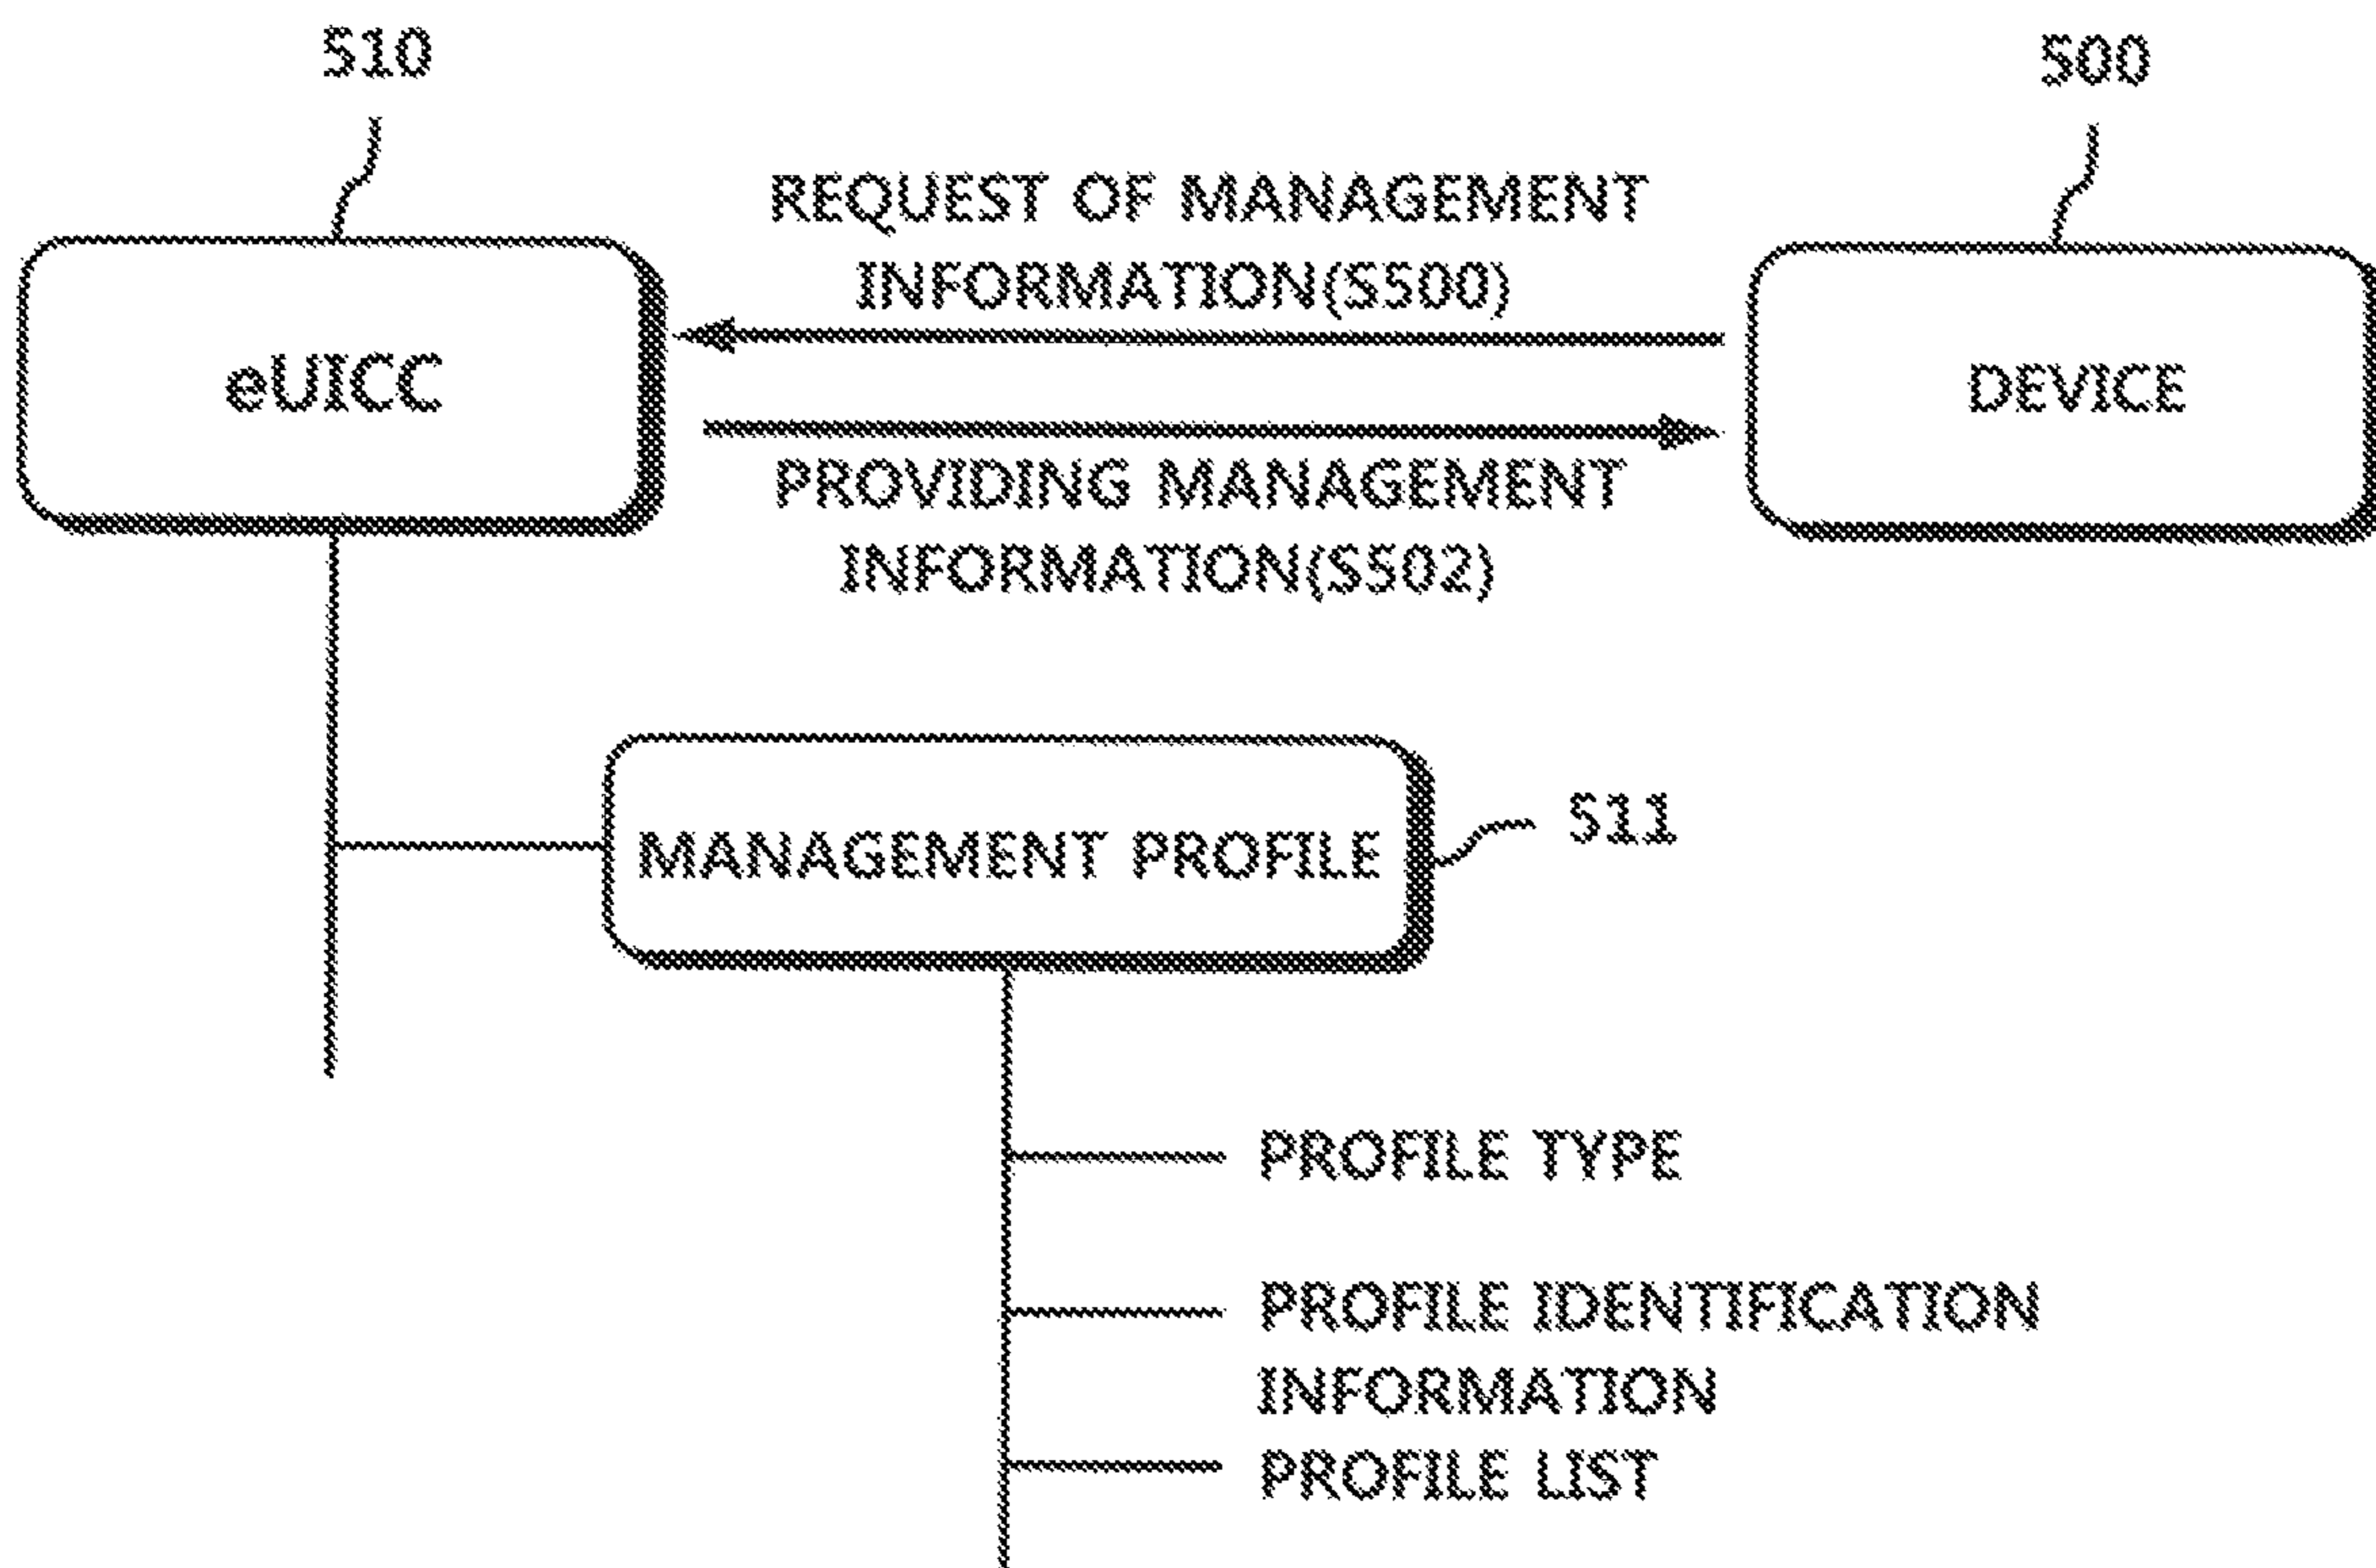 510
500
REQUEST OF MANAGEMENT
INFORMATION(S500)
eUICC
DEVICE
PROVIDING MANAGEMENT
INFORMATION(S502)
MANAGEMENT PROFILE
511
PROFILE TYPE
PROFILE IDENTIFICATION
INFORMATION
PROFILE LIST